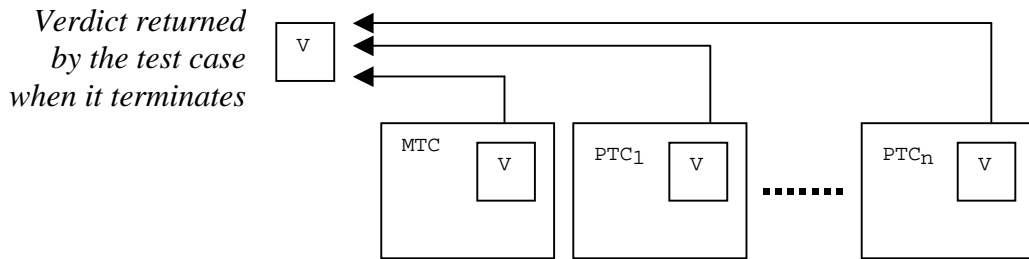 Verdict returned
by the test case
when it terminates
V
MTC
V
PTC1
V
PTCn
V